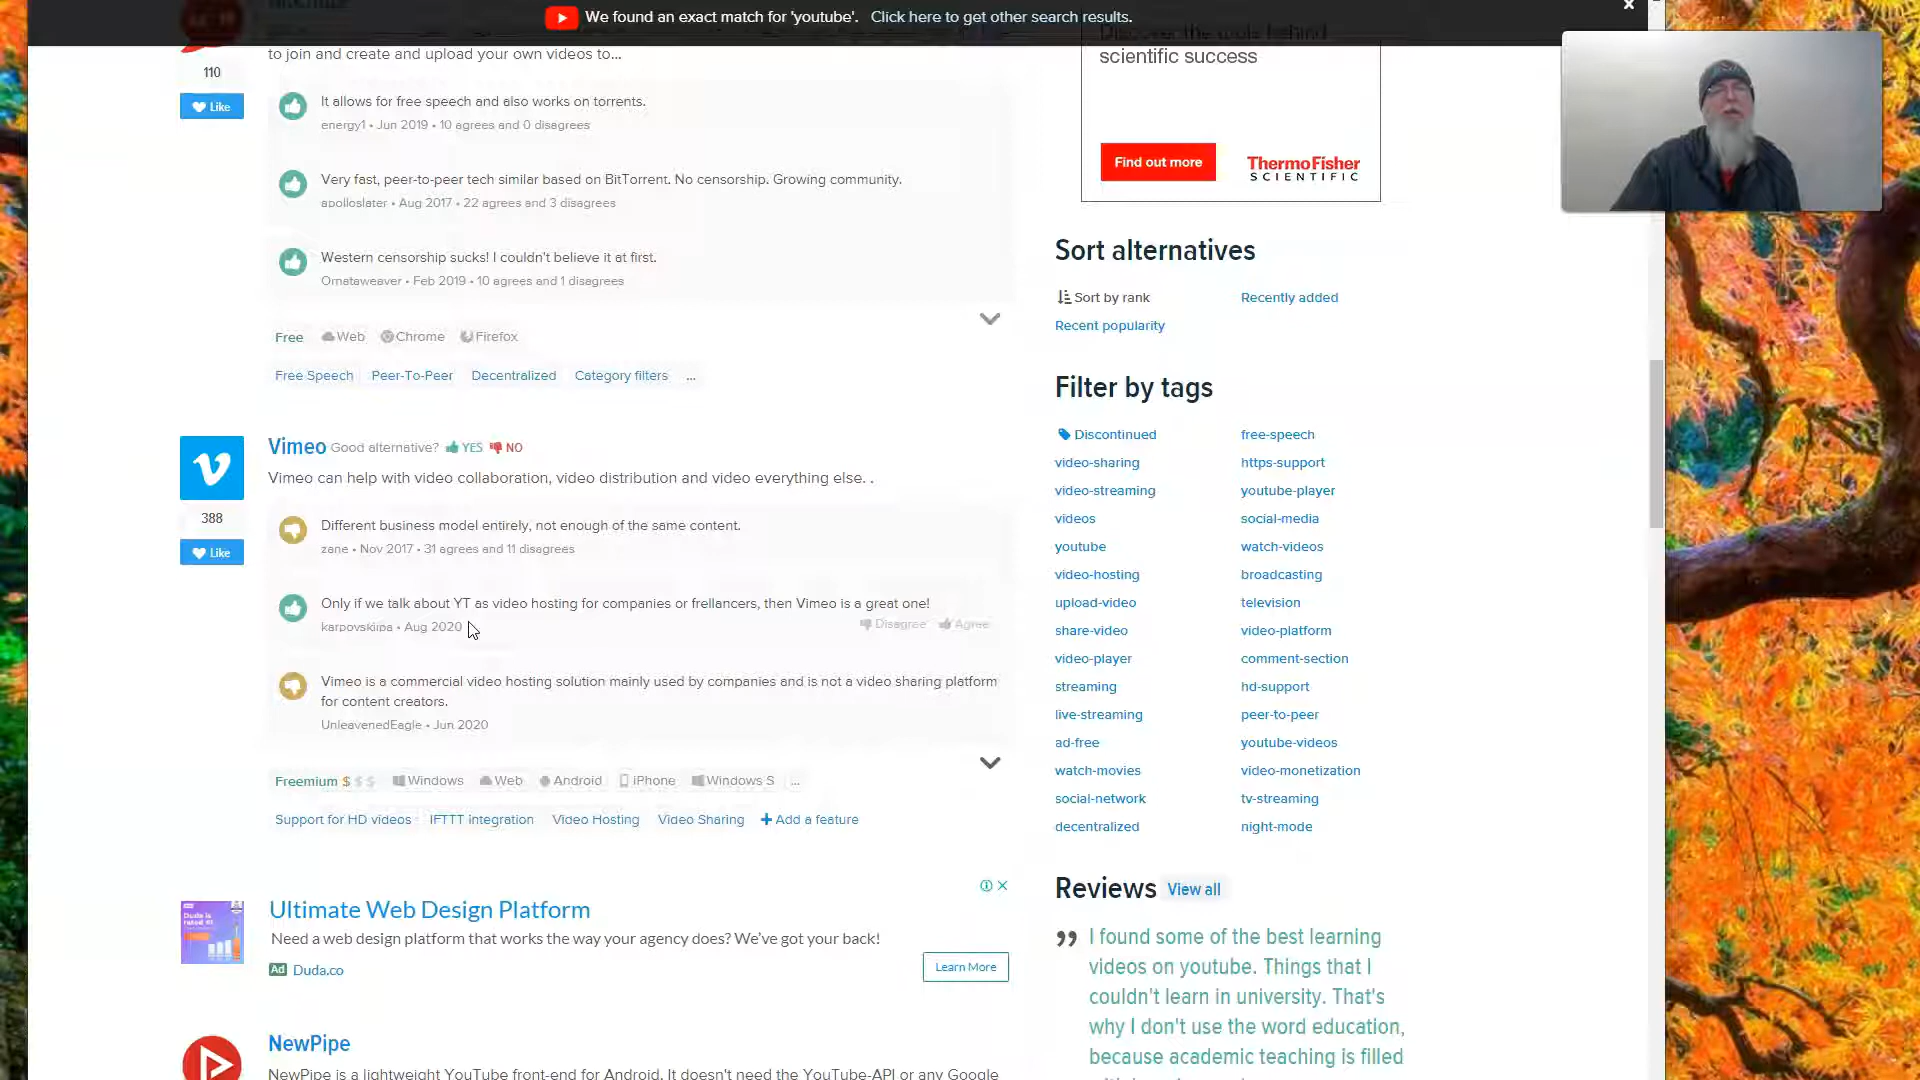 We found an exact match for 'youtube'. Click here to get other search results.
to join and create and upload your own videos to...
110
Like
It allows for free speech and also works on torrents.
energy1 • Jun 2019 • 10 agrees and 0 disagrees
Very fast, peer-to-peer tech similar based on BitTorrent. No censorship. Growing community.
apolloslater • Aug 2017 • 22 agrees and 3 disagrees
Western censorship sucks! I couldn't believe it at first.
Ornataweaver • Feb 2019 • 10 agrees and 1 disagrees
Free Web Chrome Firefox
Free Speech Peer-To-Peer Decentralized Category filters ...
Vimeo Good alternative? YES NO
Vimeo can help with video collaboration, video distribution and video everything else. .
388
Like
Different business model entirely, not enough of the same content.
zane • Nov 2017 • 31 agrees and 11 disagrees
Only if we talk about YT as video hosting for companies or frellancers, then Vimeo is a great one!
karpovskiipa • Aug 2020
Disagree Agree
Vimeo is a commercial video hosting solution mainly used by companies and is not a video sharing platform
for content creators.
UnleavenedEagle • Jun 2020
Freemium $ $ $ Windows Web Android iPhone Windows S ...
Support for HD videos IFTTT integration Video Hosting Video Sharing + Add a feature
Ultimate Web Design Platform
Need a web design platform that works the way your agency does? We've got your back!
Ad Duda.co
Learn More
NewPipe
NewPipe is a lightweight YouTube front-end for Android. It doesn't need the YouTube-API or any Google
Discover the tools behind
scientific success
Find out more
ThermoFisher
SCIENTIFIC
Sort alternatives
Sort by rank Recently added
Recent popularity
Filter by tags
Discontinued free-speech
video-sharing https-support
video-streaming youtube-player
videos social-media
youtube watch-videos
video-hosting broadcasting
upload-video television
share-video video-platform
video-player comment-section
streaming hd-support
live-streaming peer-to-peer
ad-free youtube-videos
watch-movies video-monetization
social-network tv-streaming
decentralized night-mode
Reviews View all
I found some of the best learning
videos on youtube. Things that I
couldn't learn in university. That's
why I don't use the word education,
because academic teaching is filled